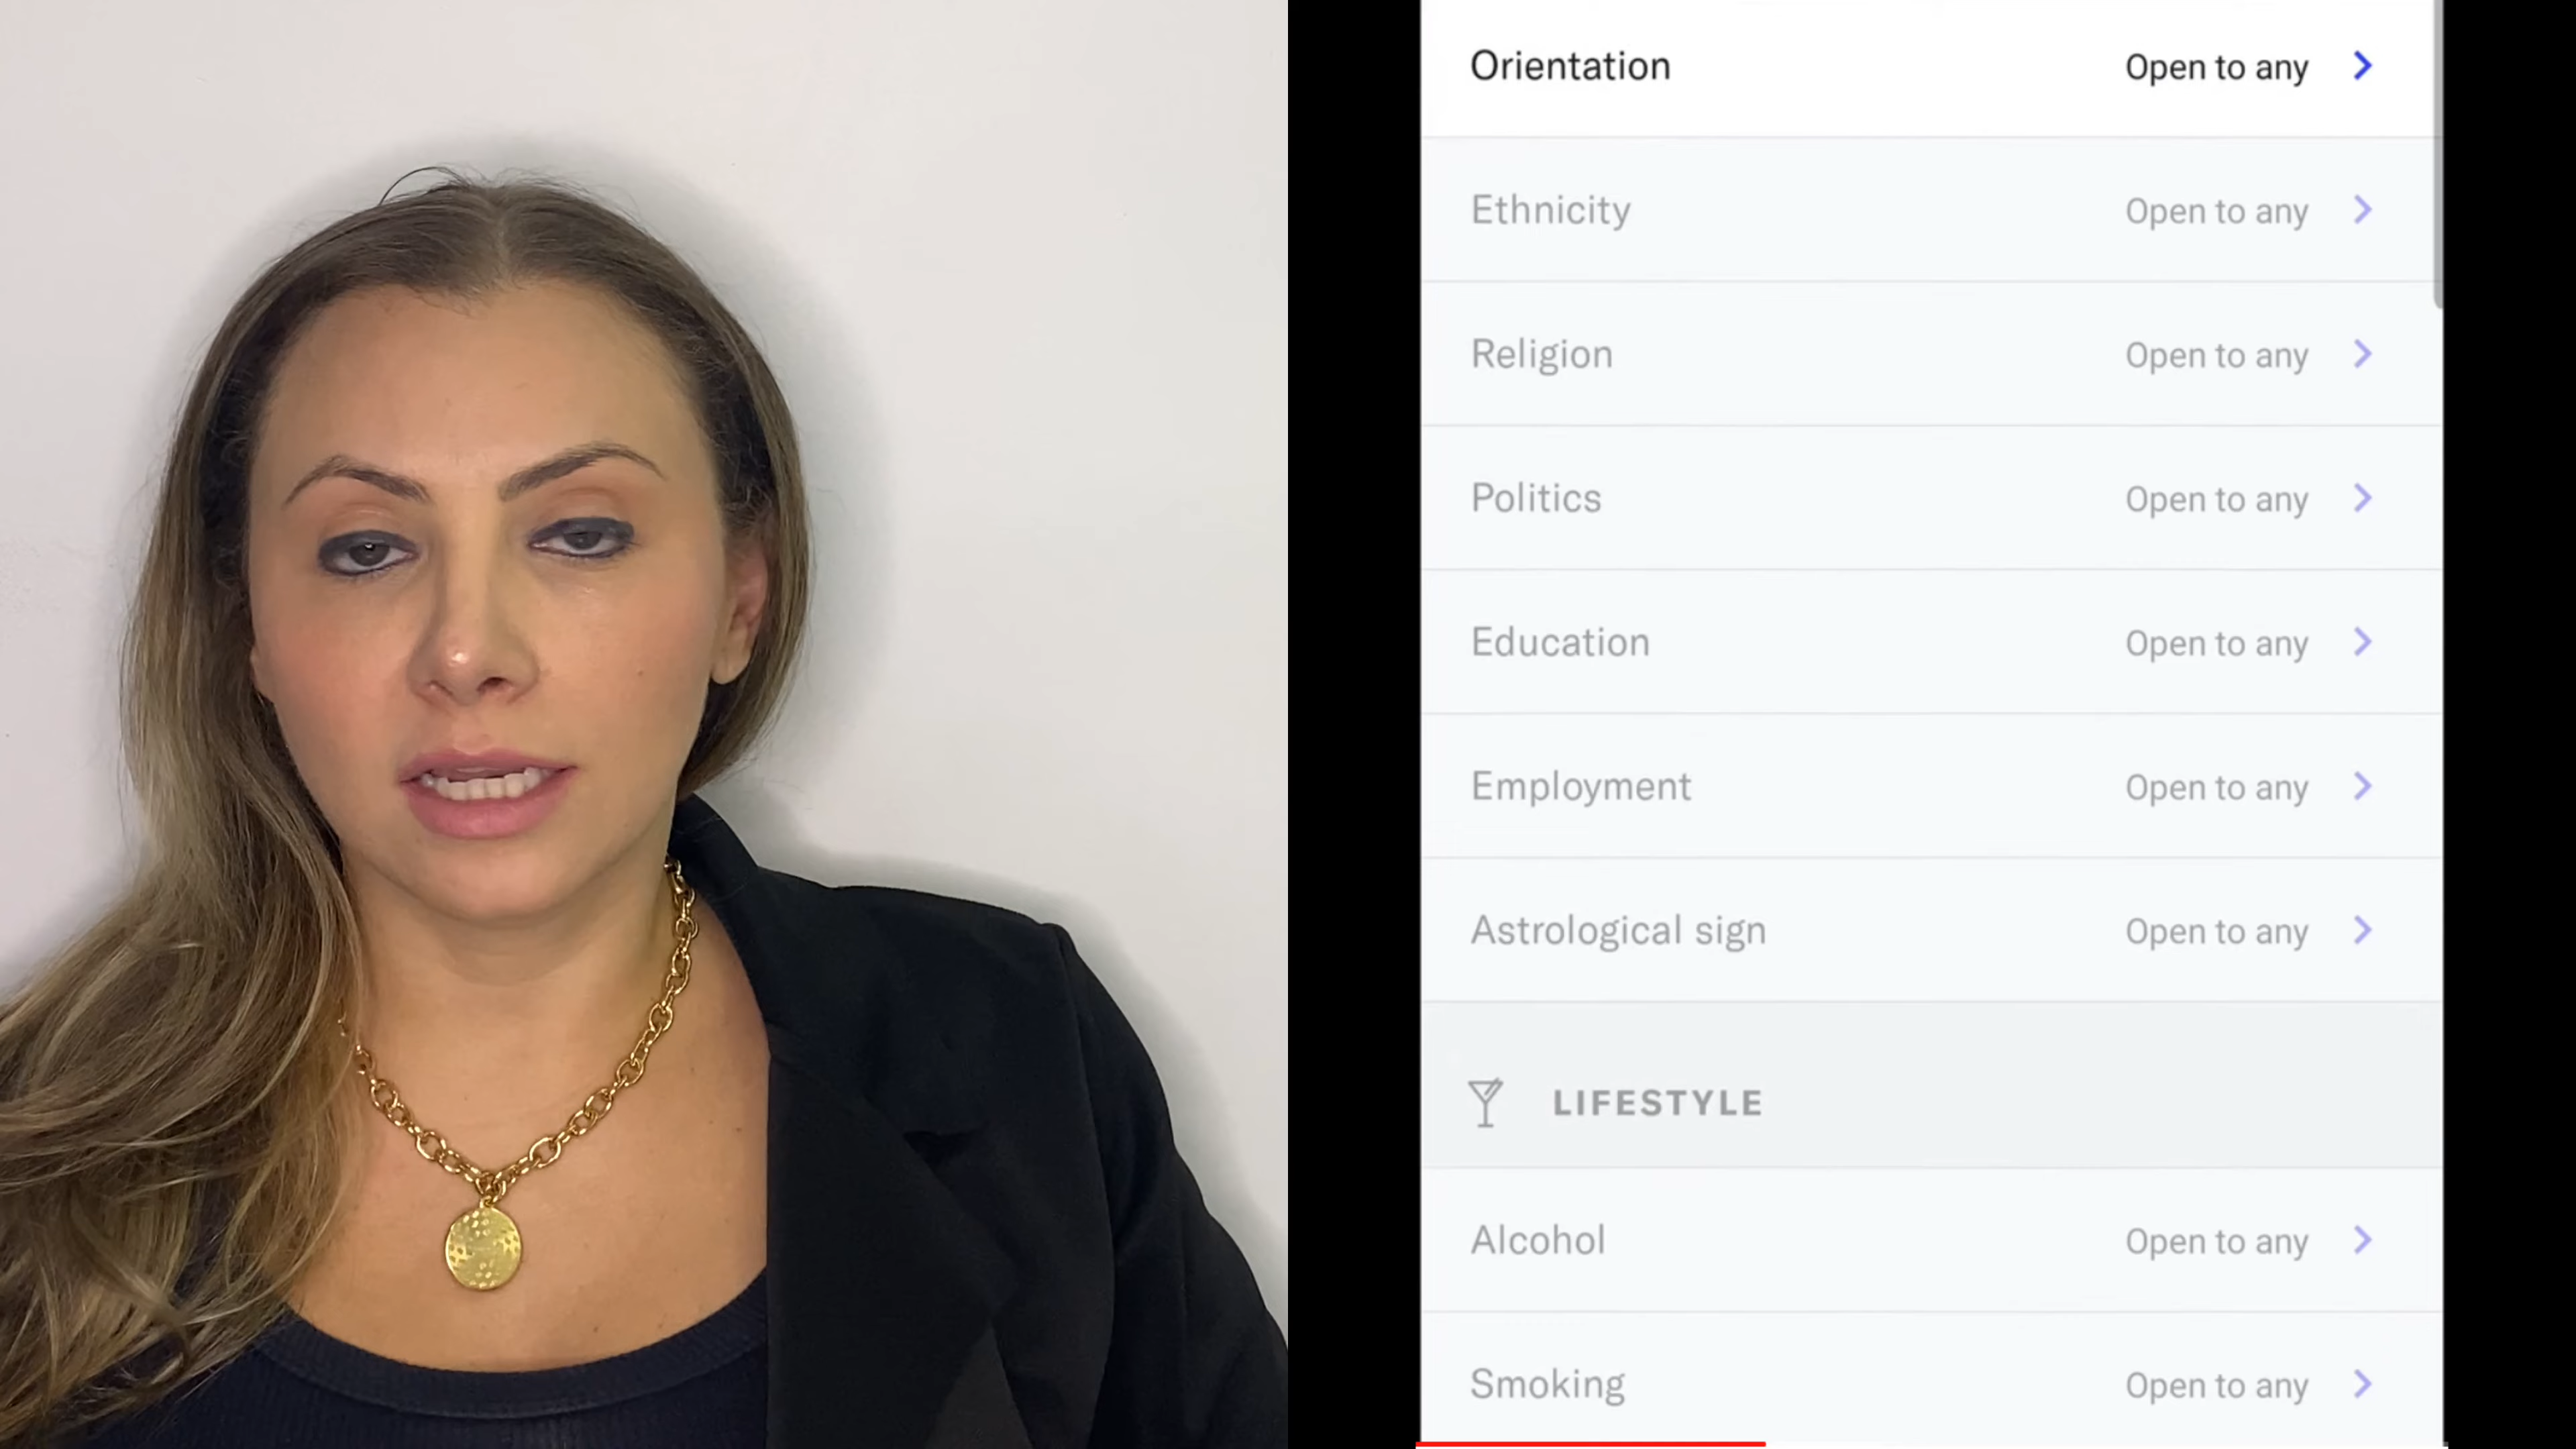 Orientation Open to any
Ethnicity Open to any
Religion Open to any
Politics Open to any
Education Open to any
Employment Open to any
Astrological sign Open to any
LIFESTYLE
Alcohol Open to any
Smoking Open to any